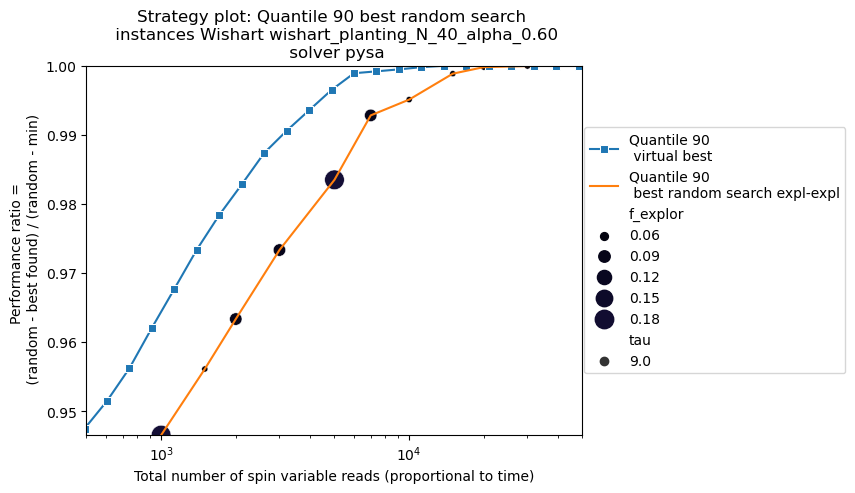 Strategy plot: Quantile 90 best random search
instances Wishart wishart_planting_N_40_alpha_0.60
solver pysa
1.00
0.99
0.98
0.97
0.96
0.95
Performance ratio =
(random - best found) / (random - min)
10³
10⁴
Total number of spin variable reads (proportional to time)
Quantile 90
virtual best
Quantile 90
best random search expl-expl
f_explor
0.06
0.09
0.12
0.15
0.18
tau
9.0